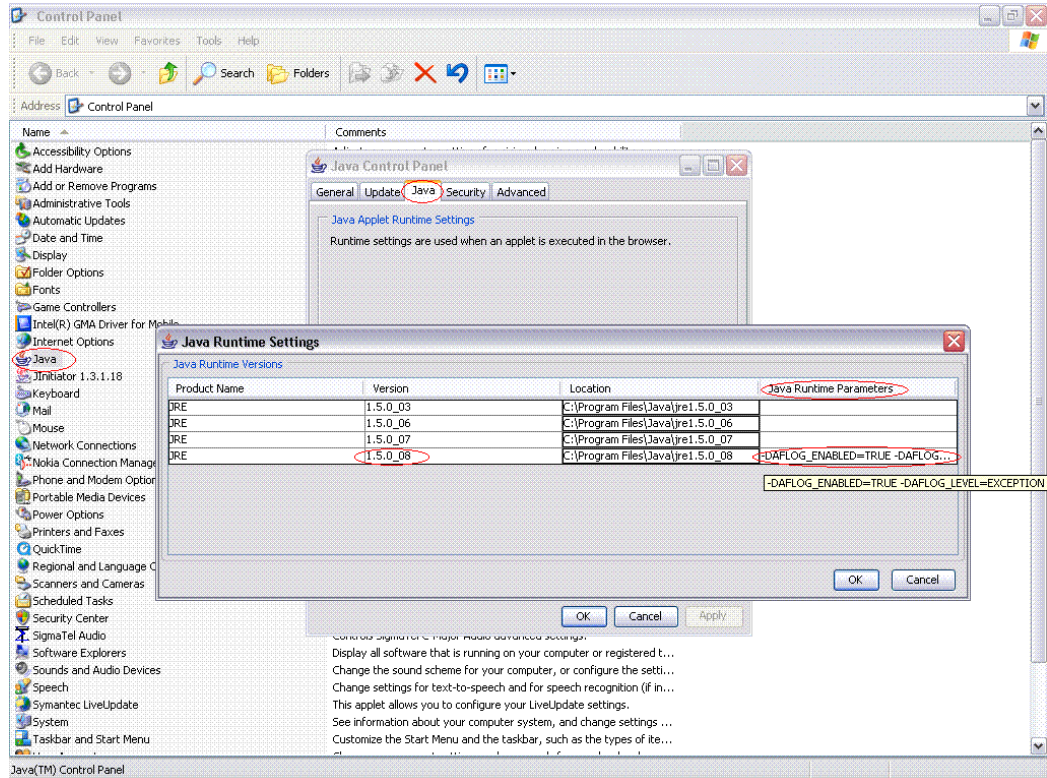 Control Panel
File Edit View Favorites Tools Help
Back Search Folders
Address Control Panel
Name Comments
Accessibility Options
Add Hardware
Add or Remove Programs
Administrative Tools
Automatic Updates
Date and Time
Display
Folder Options
Fonts
Game Controllers
Intel(R) GMA Driver for Mobile
Internet Options
Java
JInitiator 1.3.1.18
Keyboard
Mail
Mouse
Network Connections
Nokia Connection Manage
Phone and Modem Option
Portable Media Devices
Power Options
Printers and Faxes
QuickTime
Regional and Language C
Scanners and Cameras
Scheduled Tasks
Security Center
SigmaTel Audio
Software Explorers
Sounds and Audio Devices
Speech
Symantec LiveUpdate
System
Taskbar and Start Menu
Java Control Panel
General Update Java Security Advanced
Java Applet Runtime Settings
Runtime settings are used when an applet is executed in the browser.
Java Runtime Settings
Java Runtime Versions
Product Name Version Location Java Runtime Parameters
JRE 1.5.0_03 C:\Program Files\Java\jre1.5.0_03
JRE 1.5.0_06 C:\Program Files\Java\jre1.5.0_06
JRE 1.5.0_07 C:\Program Files\Java\jre1.5.0_07
JRE 1.5.0_08 C:\Program Files\Java\jre1.5.0_08 -DAFLOG_ENABLED=TRUE -DAFLOG...
-DAFLOG_ENABLED=TRUE -DAFLOG_LEVEL=EXCEPTION
OK Cancel
OK Cancel Apply
Controls SigmaTel C-Major Audio advanced settings.
Display all software that is running on your computer or registered t...
Change the sound scheme for your computer, or configure the setti...
Change settings for text-to-speech and for speech recognition (if in...
This applet allows you to configure your LiveUpdate settings.
See information about your computer system, and change settings ...
Customize the Start Menu and the taskbar, such as the types of ite...
Java(TM) Control Panel